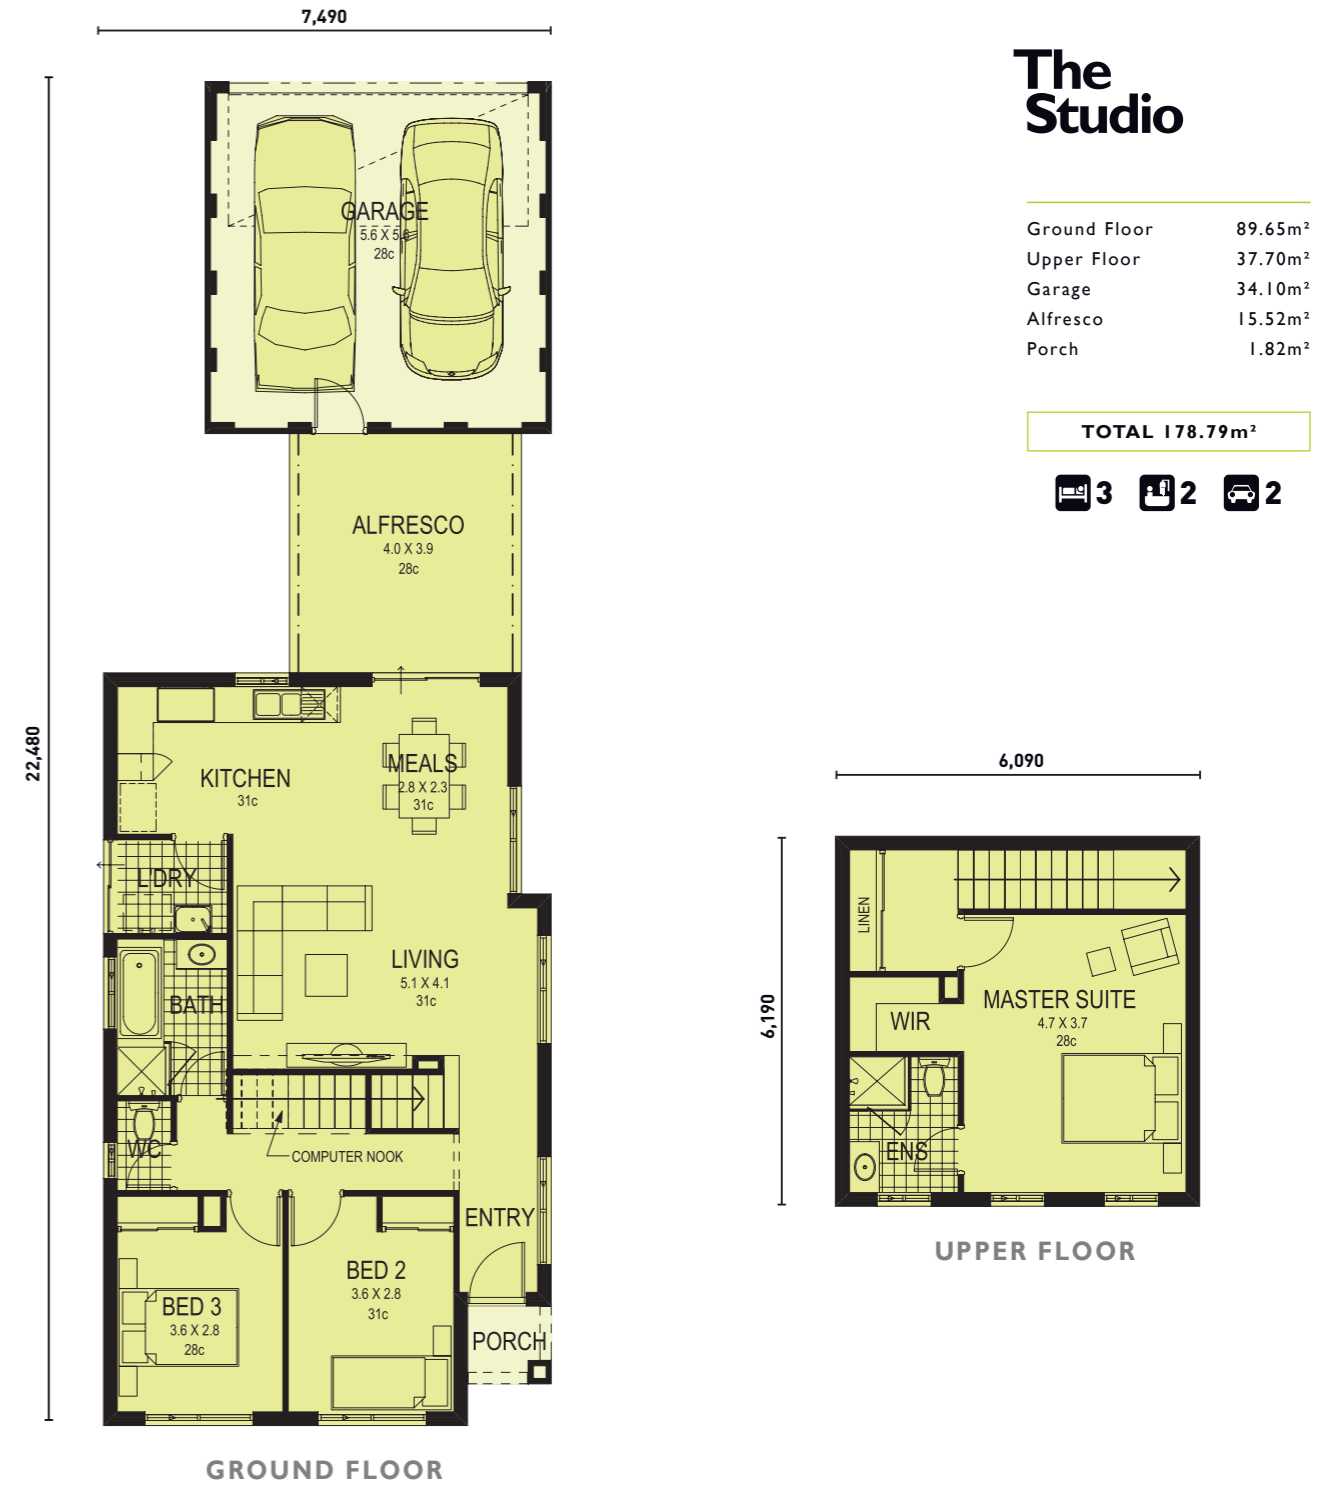 7,490
22,480
GARAGE
5.6 X 5.6
28c
ALFRESCO
4.0 X 3.9
28c
KITCHEN
31c
MEALS
2.8 X 2.3
31c
L'DRY
LIVING
5.1 X 4.1
31c
BATH
WC
COMPUTER NOOK
ENTRY
BED 2
3.6 X 2.8
31c
BED 3
3.6 X 2.8
28c
PORCH
GROUND FLOOR
The
Studio
Ground Floor 89.65m²
Upper Floor 37.70m²
Garage 34.10m²
Alfresco 15.52m²
Porch 1.82m²
TOTAL 178.79m²
3 2 2
6,090
6,190
LINEN
MASTER SUITE
4.7 X 3.7
28c
WIR
ENS
UPPER FLOOR